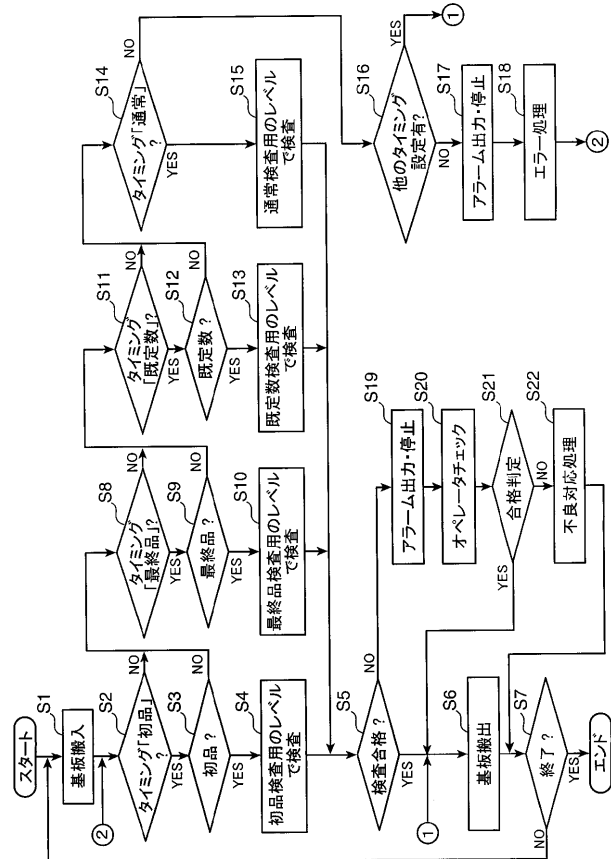 スタート
S1
基板搬入
②
S2
タイミング「初品」
?
YES
NO
S3
初品?
YES
NO
S4
初品検査用のレベル
で検査
S5
検査合格?
YES
NO
①
S6
基板搬出
S7
終了?
YES
NO
エンド
S8
タイミング
「最終品」?
YES
NO
S9
最終品?
YES
NO
S10
最終品検査用のレベル
で検査
S11
タイミング
「既定数」?
YES
NO
S12
既定数?
YES
NO
S13
既定数検査用のレベル
で検査
S14
タイミング「通常」
?
YES
NO
S15
通常検査用のレベル
で検査
S16
他のタイミング
設定有?
YES
①
NO
S17
アラーム出力・停止
S18
エラー処理
②
S19
アラーム出力・停止
S20
オペレータチェック
S21
合格判定
YES
NO
S22
不良対応処理